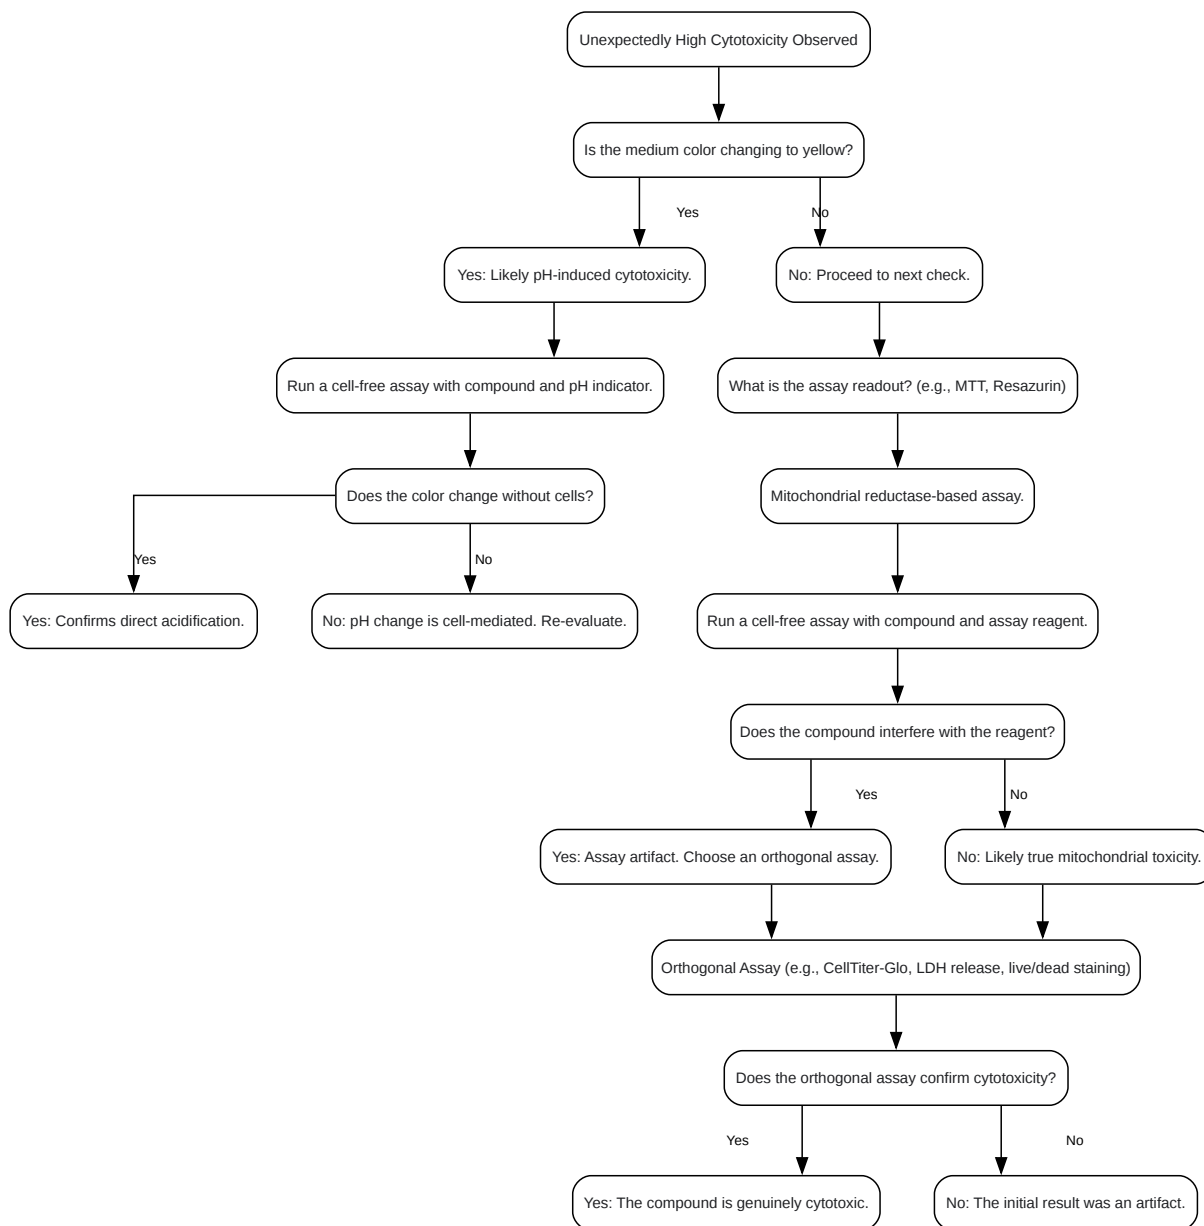 Unexpectedly High Cytotoxicity Observed
Is the medium color changing to yellow?
Yes
No
Yes: Likely pH-induced cytotoxicity.
No: Proceed to next check.
Run a cell-free assay with compound and pH indicator.
What is the assay readout? (e.g., MTT, Resazurin)
Does the color change without cells?
Mitochondrial reductase-based assay.
Yes
No
Yes: Confirms direct acidification.
No: pH change is cell-mediated. Re-evaluate.
Run a cell-free assay with compound and assay reagent.
Does the compound interfere with the reagent?
Yes
No
Yes: Assay artifact. Choose an orthogonal assay.
No: Likely true mitochondrial toxicity.
Orthogonal Assay (e.g., CellTiter-Glo, LDH release, live/dead staining)
Does the orthogonal assay confirm cytotoxicity?
Yes
No
Yes: The compound is genuinely cytotoxic.
No: The initial result was an artifact.